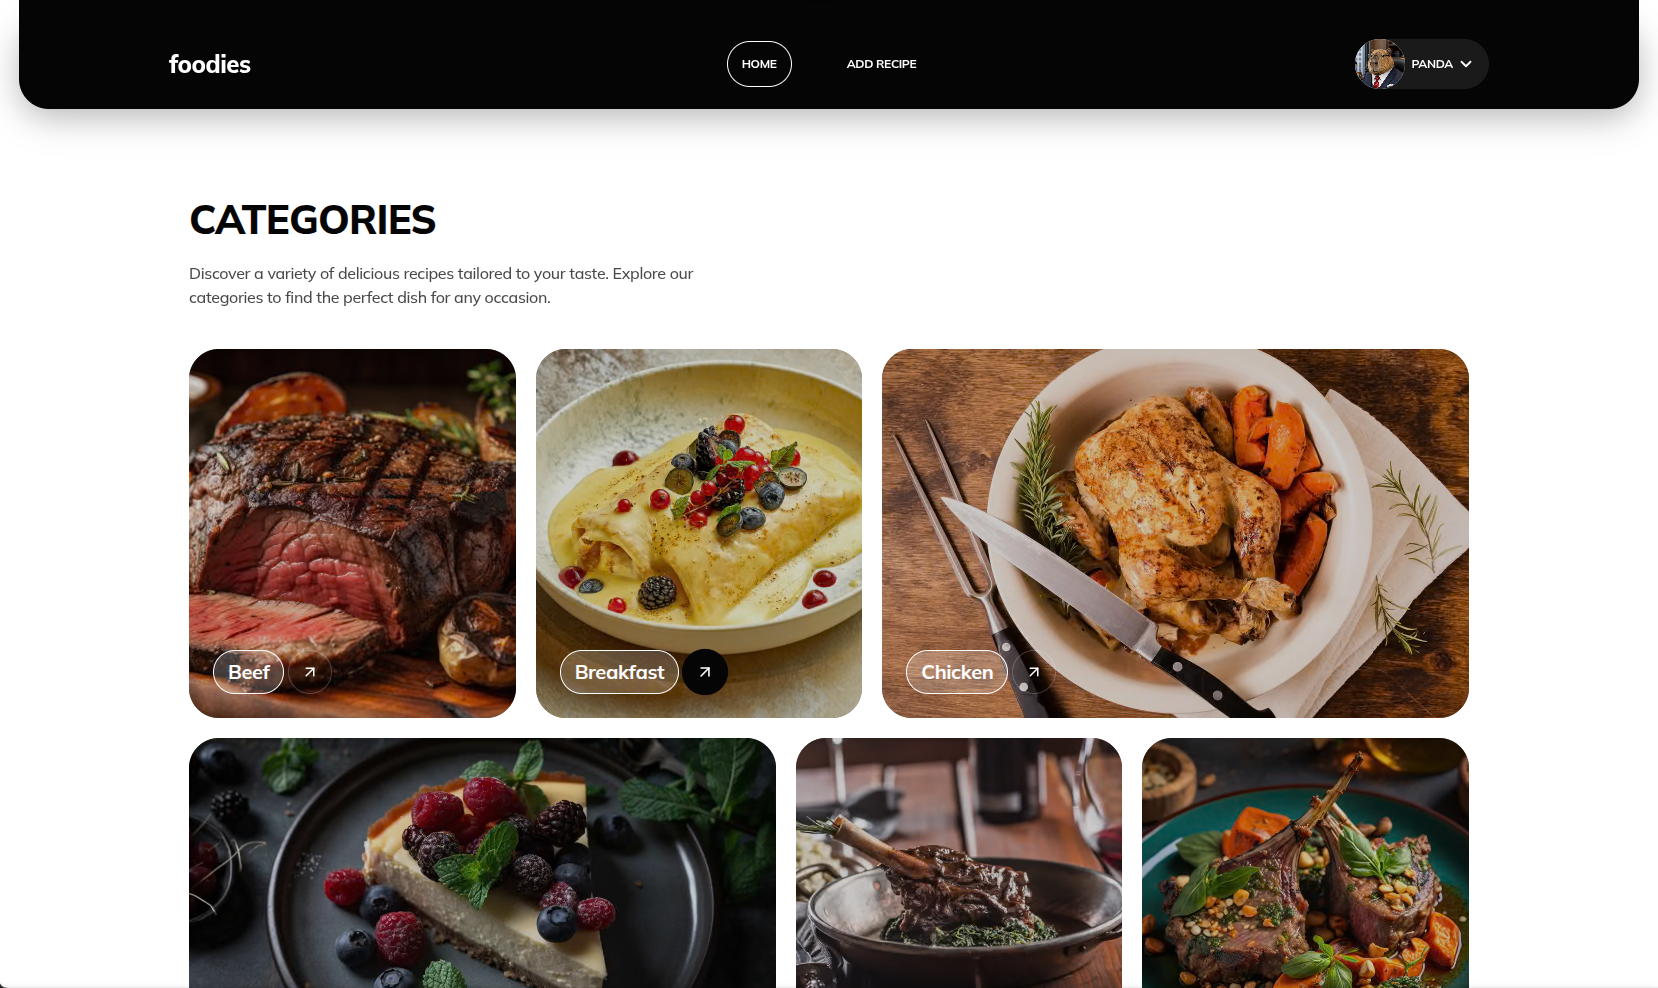 foodies
HOME
ADD RECIPE
PANDA
CATEGORIES
Discover a variety of delicious recipes tailored to your taste. Explore our
categories to find the perfect dish for any occasion.
Beef
Breakfast
Chicken